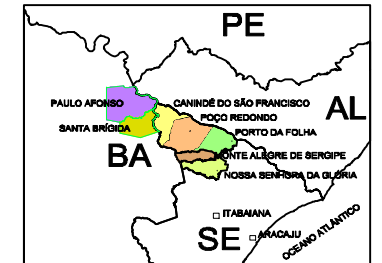 PE
PAULO AFONSO
CANINDÉ DO SÃO FRANCISCO
AL
POÇO REDONDO
SANTA BRÍGIDA
PORTO DA FOLHA
BA
MONTE ALEGRE DE SERGIPE
NOSSA SENHORA DA GLÓRIA
ITABAIANA
SE
ARACAJU
OCEANO ATLÂNTICO